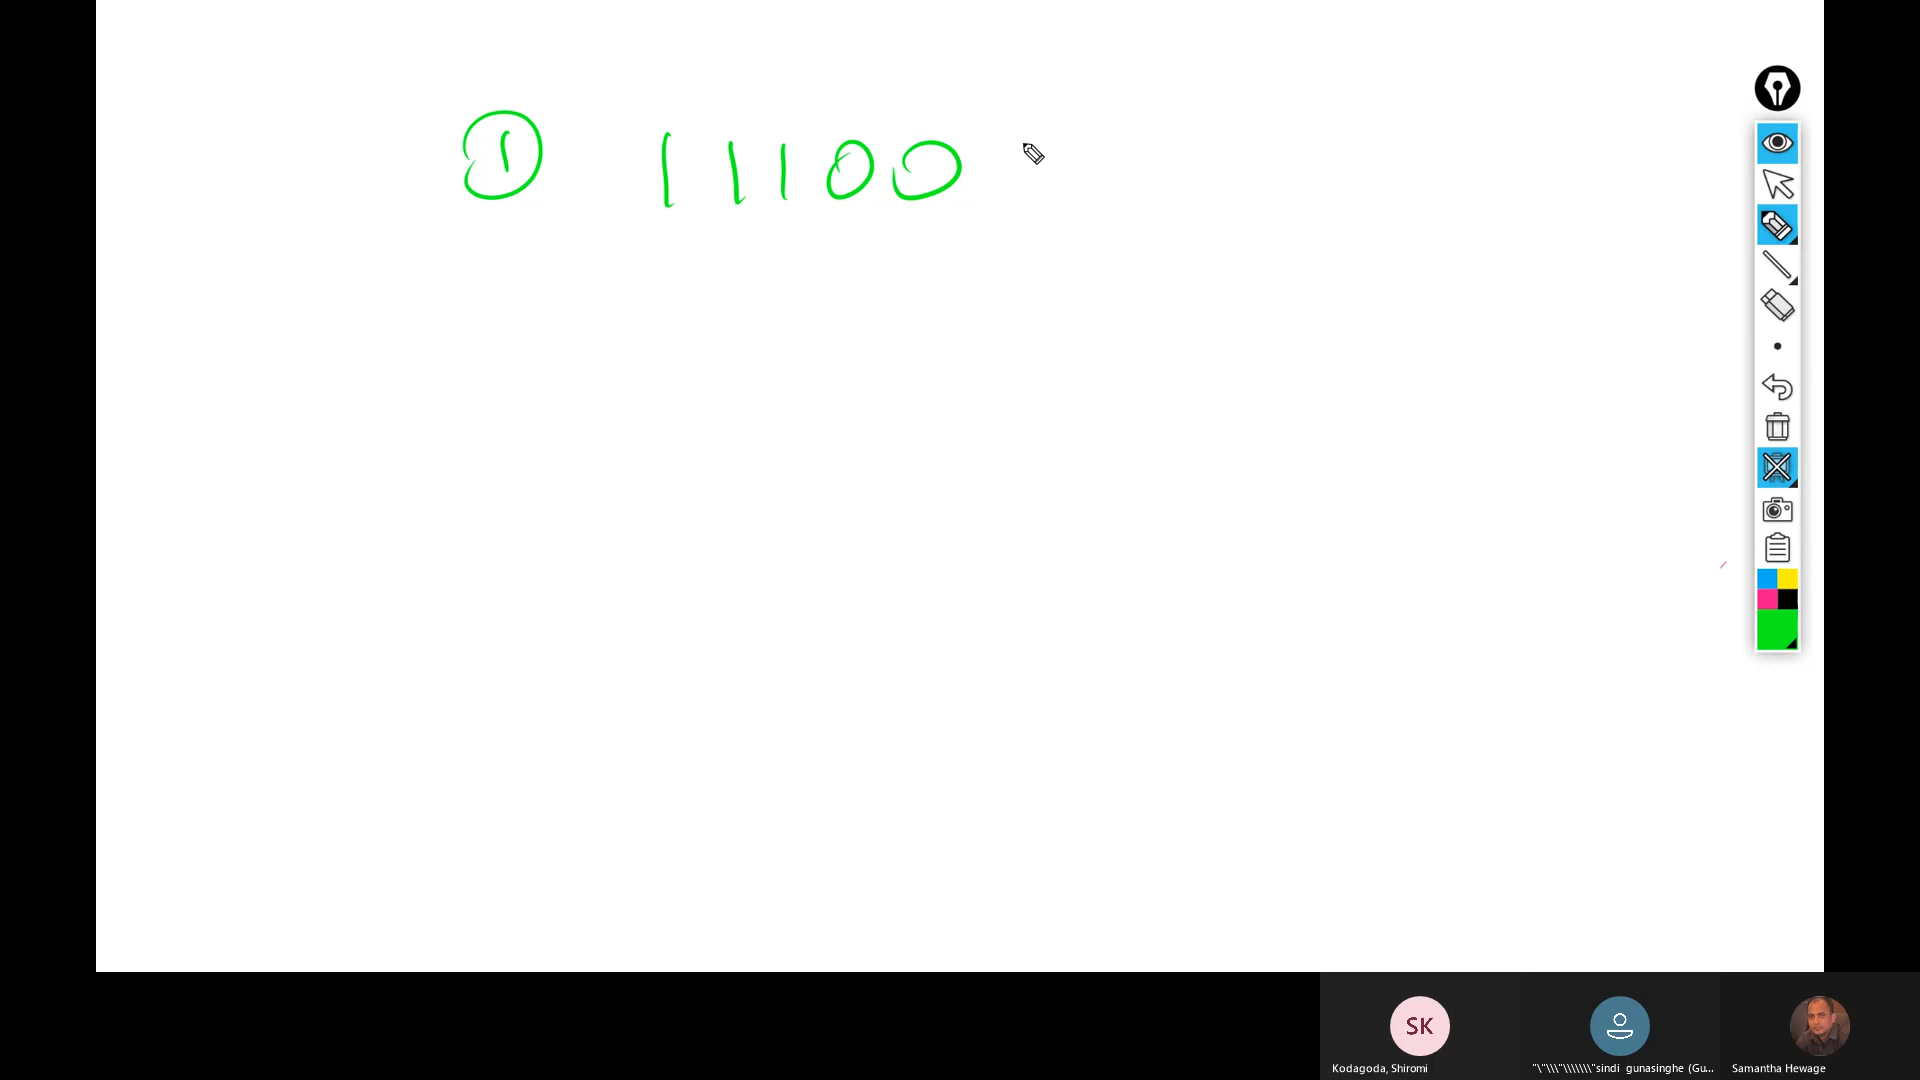 ① 11100
SK
Kodagoda, Shiromi
"\"\\\"\\\\\\\"sindi gunasinghe (Gu...
Samantha Hewage